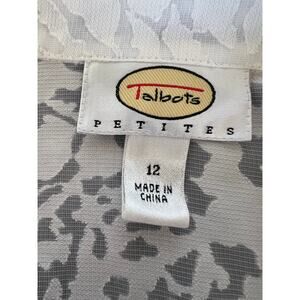 Talbots
PETITES
12
MADE IN
CHINA